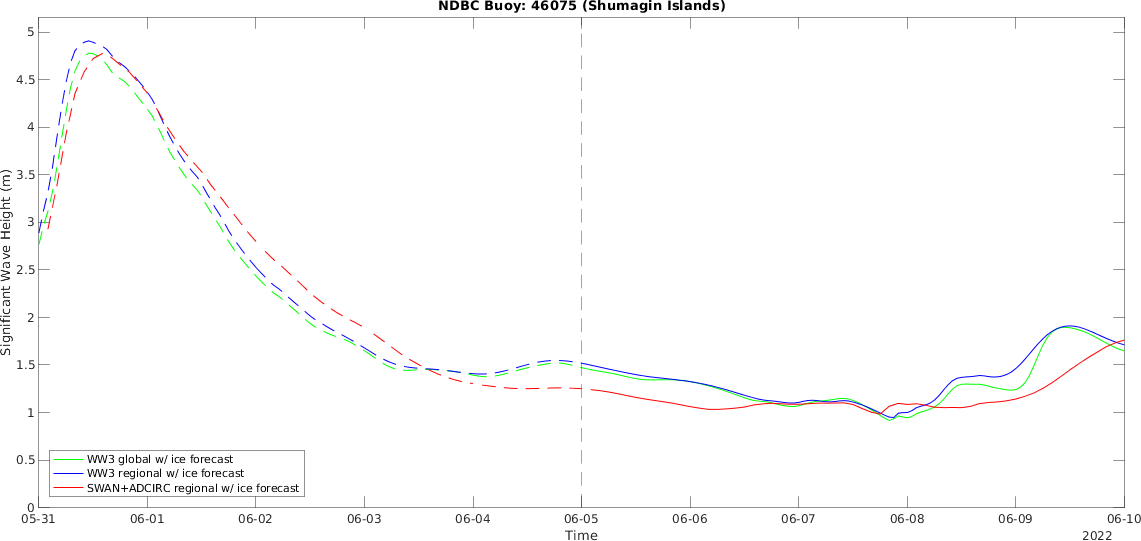 NDBC Buoy: 46075 (Shumagin Islands)
Significant Wave Height (m)
5
4.5
4
3.5
3
2.5
2
1.5
1
0.5
0
WW3 global w/ ice forecast
WW3 regional w/ ice forecast
SWAN+ADCIRC regional w/ ice forecast
05-31 06-01 06-02 06-03 06-04 06-05 06-06 06-07 06-08 06-09 06-10
Time
2022